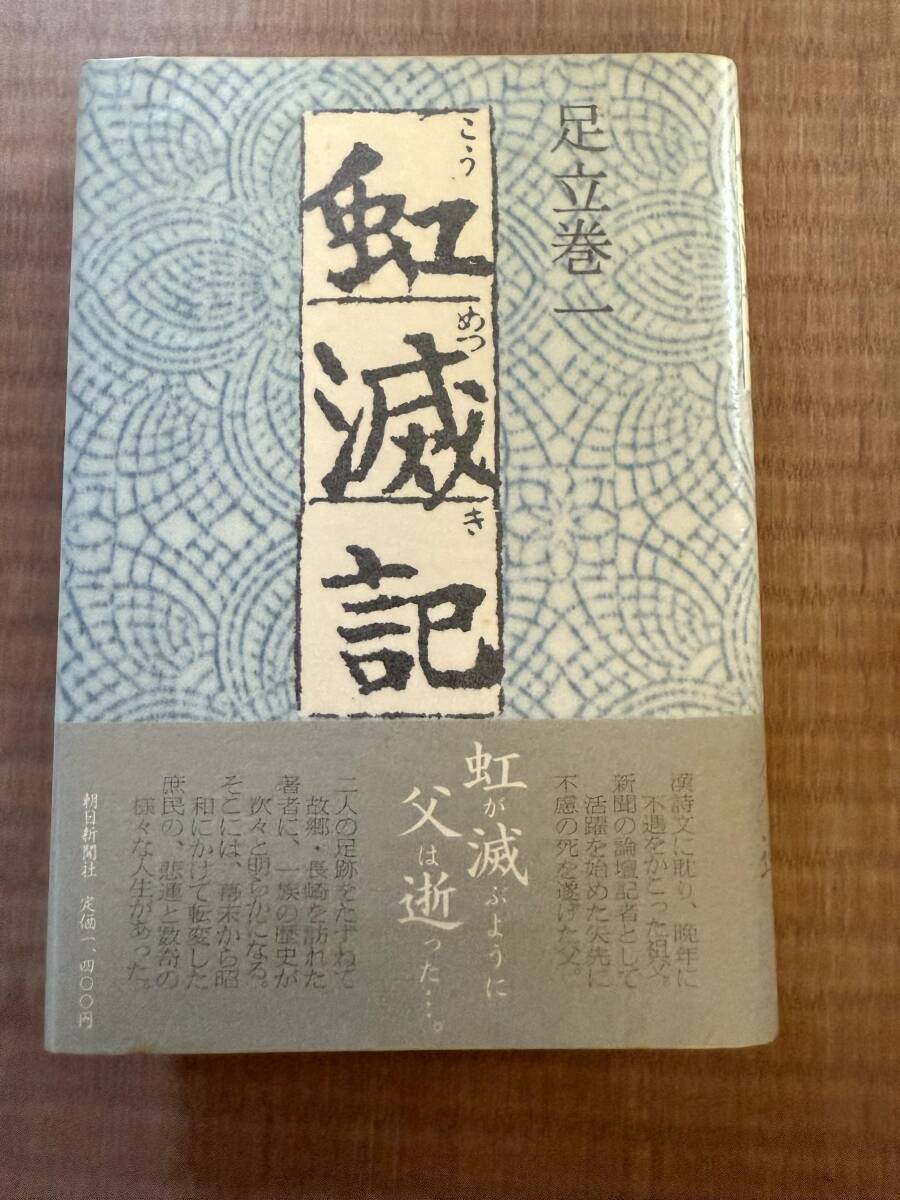 足立巻一
こう
虹
めつ
滅
き
記
漢詩文に耽り、晩年に
不遇をかこった祖父。
新聞の論壇記者として
活躍を始めた矢先に
不慮の死を遂げた父。
虹が滅ぶように
父は逝った…。
二人の足跡をたずねて
故郷・長崎を訪れた
著者に、一族の歴史が
次々と明らかになる。
そこには、幕末から昭
和にかけて転変した
庶民の、悲運と数奇の
様々な人生があった。
朝日新聞社 定価一、四〇〇円